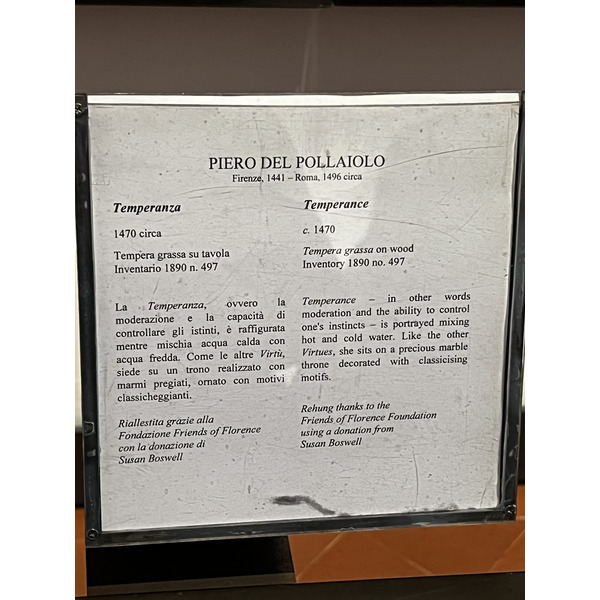 PIERO DEL POLLAIOLO
Firenze, 1441 – Roma, 1496 circa
Temperanza
1470 circa
Tempera grassa su tavola
Inventario 1890 n. 497
La Temperanza, ovvero la
moderazione e la capacità di
controllare gli istinti, è raffigurata
mentre mischia acqua calda con
acqua fredda. Come le altre Virtù,
siede su un trono realizzato con
marmi pregiati, ornato con motivi
classicheggianti.
Riallestita grazie alla
Fondazione Friends of Florence
con la donazione di
Susan Boswell
Temperance
c. 1470
Tempera grassa on wood
Inventory 1890 no. 497
Temperance – in other words
moderation and the ability to control
one's instincts – is portrayed mixing
hot and cold water. Like the other
Virtues, she sits on a precious marble
throne decorated with classicising
motifs.
Rehung thanks to the
Friends of Florence Foundation
using a donation from
Susan Boswell